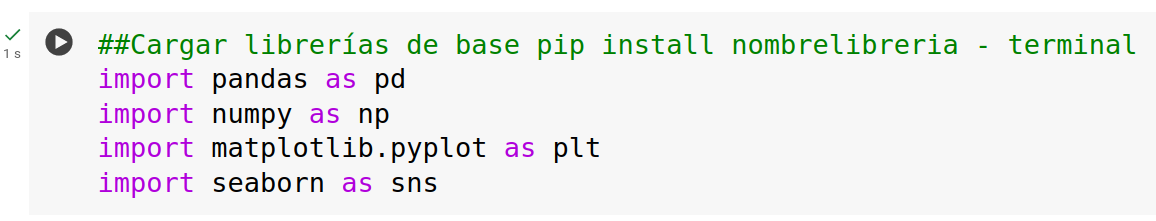 ##Cargar librerías de base pip install nombrelibreria - terminal
import pandas as pd
import numpy as np
import matplotlib.pyplot as plt
import seaborn as sns
1 s